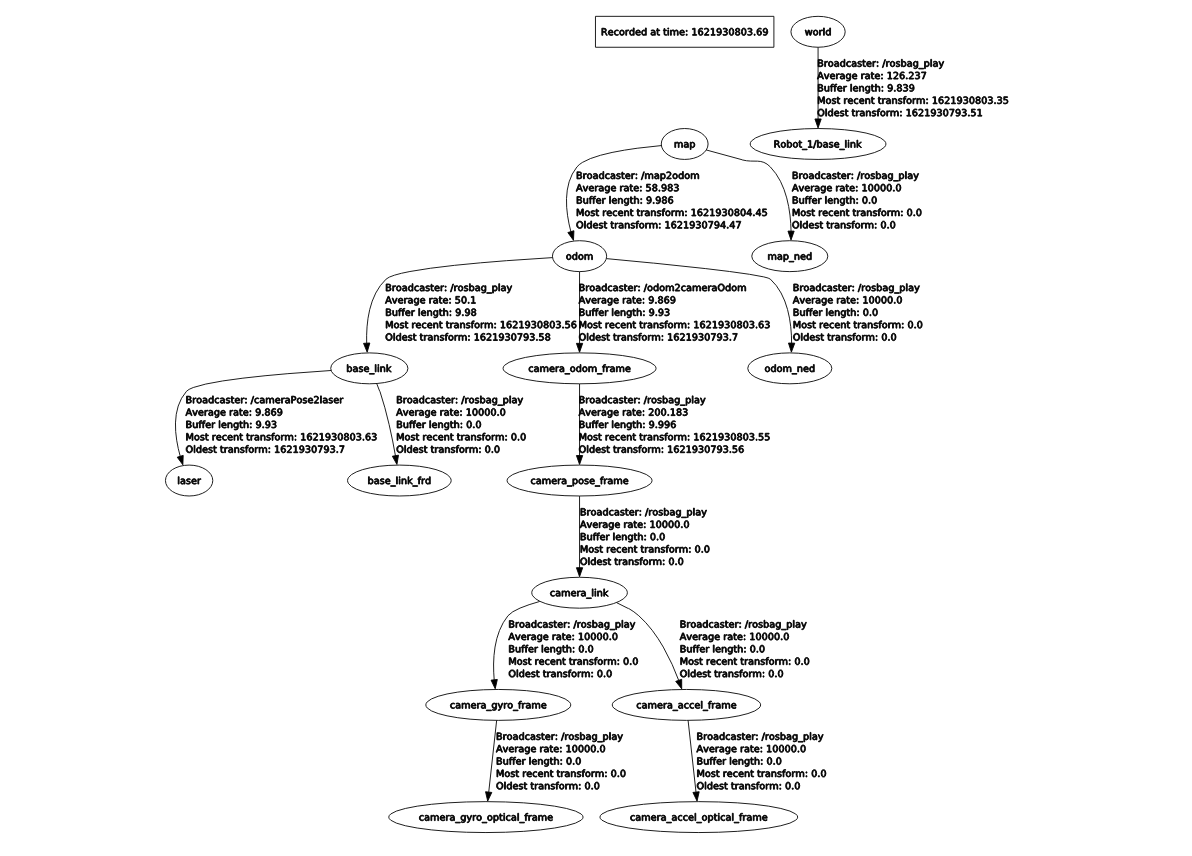 Recorded at time: 1621930803.69
world
Broadcaster: /rosbag_play
Average rate: 126.237
Buffer length: 9.839
Most recent transform: 1621930803.35
Oldest transform: 1621930793.51
map
Robot_1/base_link
Broadcaster: /map2odom
Average rate: 58.983
Buffer length: 9.986
Most recent transform: 1621930804.45
Oldest transform: 1621930794.47
Broadcaster: /rosbag_play
Average rate: 10000.0
Buffer length: 0.0
Most recent transform: 0.0
Oldest transform: 0.0
odom
map_ned
Broadcaster: /rosbag_play
Average rate: 50.1
Buffer length: 9.98
Most recent transform: 1621930803.56
Oldest transform: 1621930793.58
Broadcaster: /odom2cameraOdom
Average rate: 9.869
Buffer length: 9.93
Most recent transform: 1621930803.63
Oldest transform: 1621930793.7
Broadcaster: /rosbag_play
Average rate: 10000.0
Buffer length: 0.0
Most recent transform: 0.0
Oldest transform: 0.0
base_link
camera_odom_frame
odom_ned
Broadcaster: /cameraPose2laser
Average rate: 9.869
Buffer length: 9.93
Most recent transform: 1621930803.63
Oldest transform: 1621930793.7
Broadcaster: /rosbag_play
Average rate: 10000.0
Buffer length: 0.0
Most recent transform: 0.0
Oldest transform: 0.0
Broadcaster: /rosbag_play
Average rate: 200.183
Buffer length: 9.996
Most recent transform: 1621930803.55
Oldest transform: 1621930793.56
laser
base_link_frd
camera_pose_frame
Broadcaster: /rosbag_play
Average rate: 10000.0
Buffer length: 0.0
Most recent transform: 0.0
Oldest transform: 0.0
camera_link
Broadcaster: /rosbag_play
Average rate: 10000.0
Buffer length: 0.0
Most recent transform: 0.0
Oldest transform: 0.0
Broadcaster: /rosbag_play
Average rate: 10000.0
Buffer length: 0.0
Most recent transform: 0.0
Oldest transform: 0.0
camera_gyro_frame
camera_accel_frame
Broadcaster: /rosbag_play
Average rate: 10000.0
Buffer length: 0.0
Most recent transform: 0.0
Oldest transform: 0.0
Broadcaster: /rosbag_play
Average rate: 10000.0
Buffer length: 0.0
Most recent transform: 0.0
Oldest transform: 0.0
camera_gyro_optical_frame
camera_accel_optical_frame